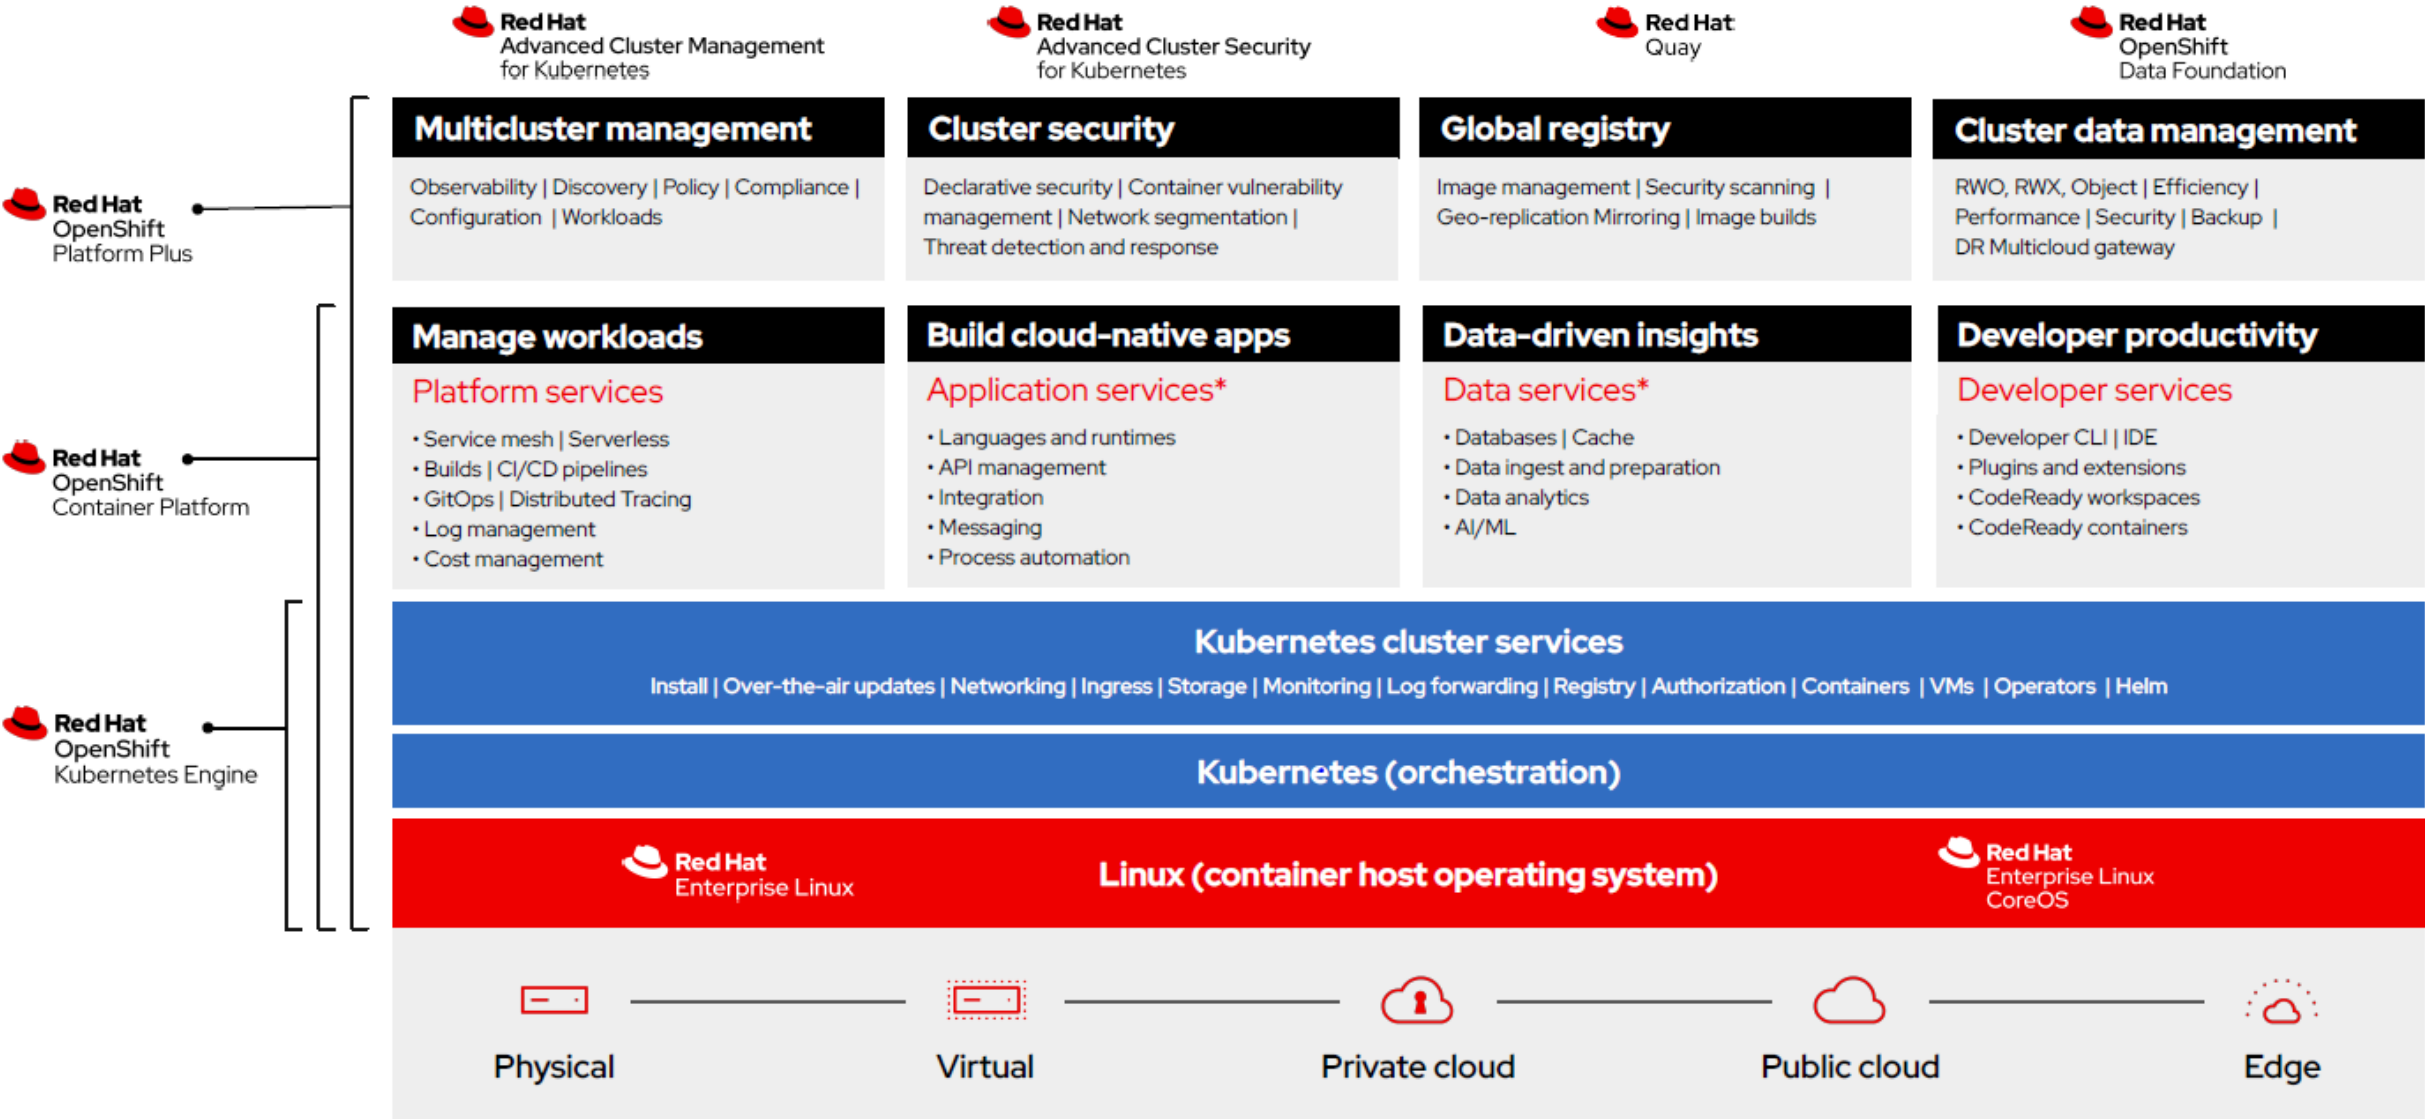 Red Hat
Advanced Cluster Management
for Kubernetes
Red Hat
Advanced Cluster Security
for Kubernetes
Red Hat
Quay
Red Hat
OpenShift
Data Foundation
Red Hat
OpenShift
Platform Plus
Multicluster management
Observability | Discovery | Policy | Compliance |
Configuration | Workloads
Cluster security
Declarative security | Container vulnerability
management | Network segmentation |
Threat detection and response
Global registry
Image management | Security scanning |
Geo-replication Mirroring | Image builds
Cluster data management
RWO, RWX, Object | Efficiency |
Performance | Security | Backup |
DR Multicloud gateway
Red Hat
OpenShift
Container Platform
Manage workloads
Platform services
• Service mesh | Serverless
• Builds | CI/CD pipelines
• GitOps | Distributed Tracing
• Log management
• Cost management
Build cloud-native apps
Application services*
• Languages and runtimes
• API management
• Integration
• Messaging
• Process automation
Data-driven insights
Data services*
• Databases | Cache
• Data ingest and preparation
• Data analytics
• AI/ML
Developer productivity
Developer services
• Developer CLI | IDE
• Plugins and extensions
• CodeReady workspaces
• CodeReady containers
Red Hat
OpenShift
Kubernetes Engine
Kubernetes cluster services
Install | Over-the-air updates | Networking | Ingress | Storage | Monitoring | Log forwarding | Registry | Authorization | Containers | VMs | Operators | Helm
Kubernetes (orchestration)
Red Hat
Enterprise Linux
Linux (container host operating system)
Red Hat
Enterprise Linux
CoreOS
Physical
Virtual
Private cloud
Public cloud
Edge